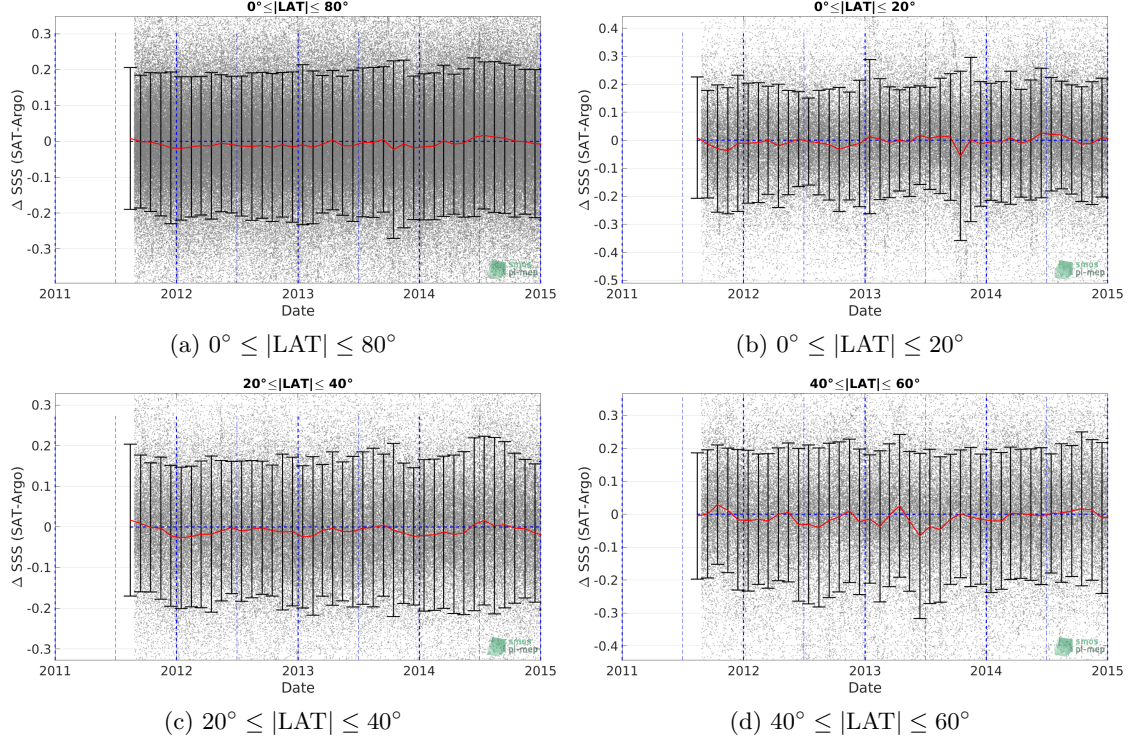 0°≤|LAT|≤ 80°
Δ SSS (SAT-Argo)
0.3
0.2
0.1
0
-0.1
-0.2
-0.3
2011 2012 2013 2014 2015
Date
smos
pi-mep
(a) 0° ≤ |LAT| ≤ 80°
0°≤|LAT|≤ 20°
Δ SSS (SAT-Argo)
0.4
0.3
0.2
0.1
0
-0.1
-0.2
-0.3
-0.4
-0.5
2011 2012 2013 2014 2015
Date
smos
pi-mep
(b) 0° ≤ |LAT| ≤ 20°
20°≤|LAT|≤ 40°
Δ SSS (SAT-Argo)
0.3
0.2
0.1
0
-0.1
-0.2
-0.3
2011 2012 2013 2014 2015
Date
smos
pi-mep
(c) 20° ≤ |LAT| ≤ 40°
40°≤|LAT|≤ 60°
Δ SSS (SAT-Argo)
0.3
0.2
0.1
0
-0.1
-0.2
-0.3
-0.4
2011 2012 2013 2014 2015
Date
smos
pi-mep
(d) 40° ≤ |LAT| ≤ 60°